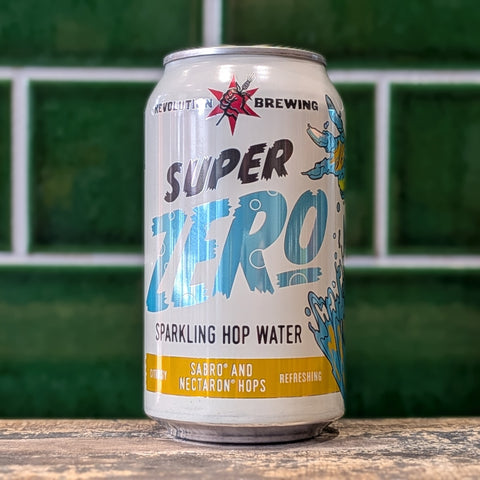 REVOLUTION BREWING
SUPER
ZERO
SPARKLING HOP WATER
SABRO® AND
NECTARON® HOPS
REFRESHING